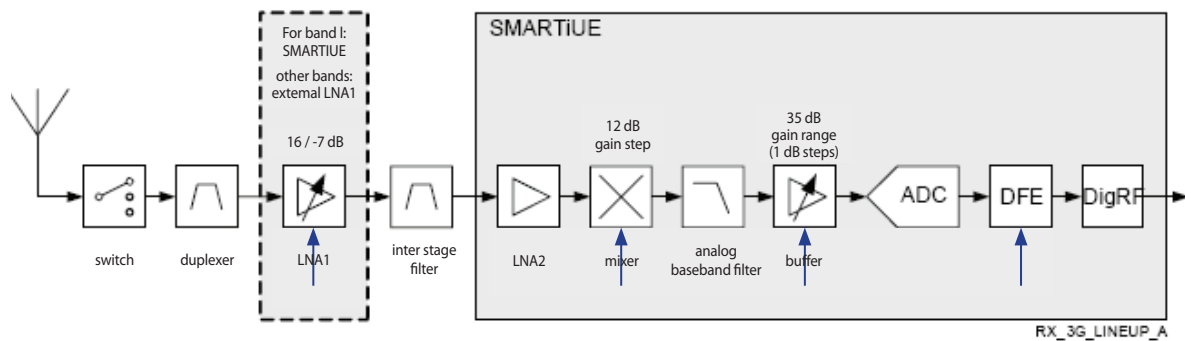 For band I:
SMARTIUE
other bands:
external LNA1
16 / -7 dB
SMARTiUE
12 dB
gain step
35 dB
gain range
(1 dB steps)
ADC
DFE
DigRF
switch
duplexer
LNA1
inter stage
filter
LNA2
mixer
analog
baseband filter
buffer
RX_3G_LINEUP_A